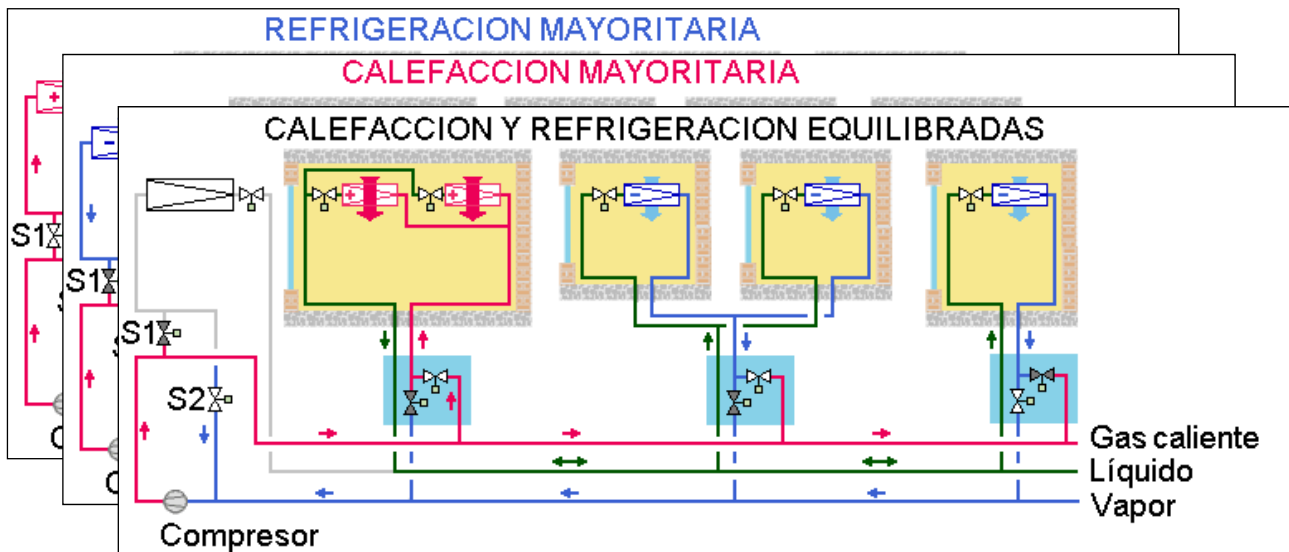 REFRIGERACION MAYORITARIA
CALEFACCION MAYORITARIA
CALEFACCION Y REFRIGERACION EQUILIBRADAS
S1
S1
S1
S2
Gas caliente
Líquido
Vapor
Compresor